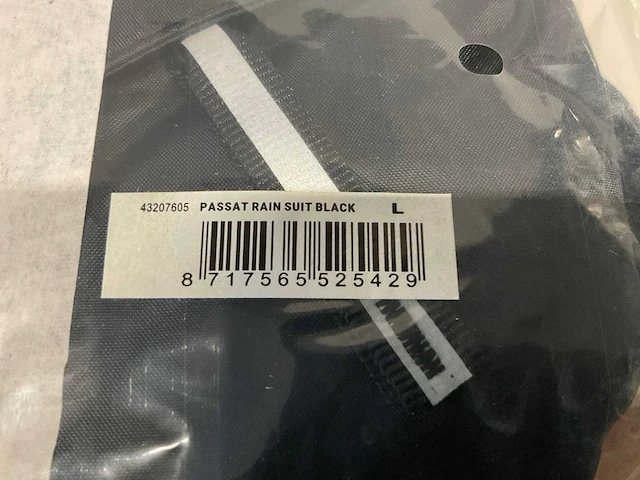 43207605 PASSAT RAIN SUIT BLACK L
8 717565 525429